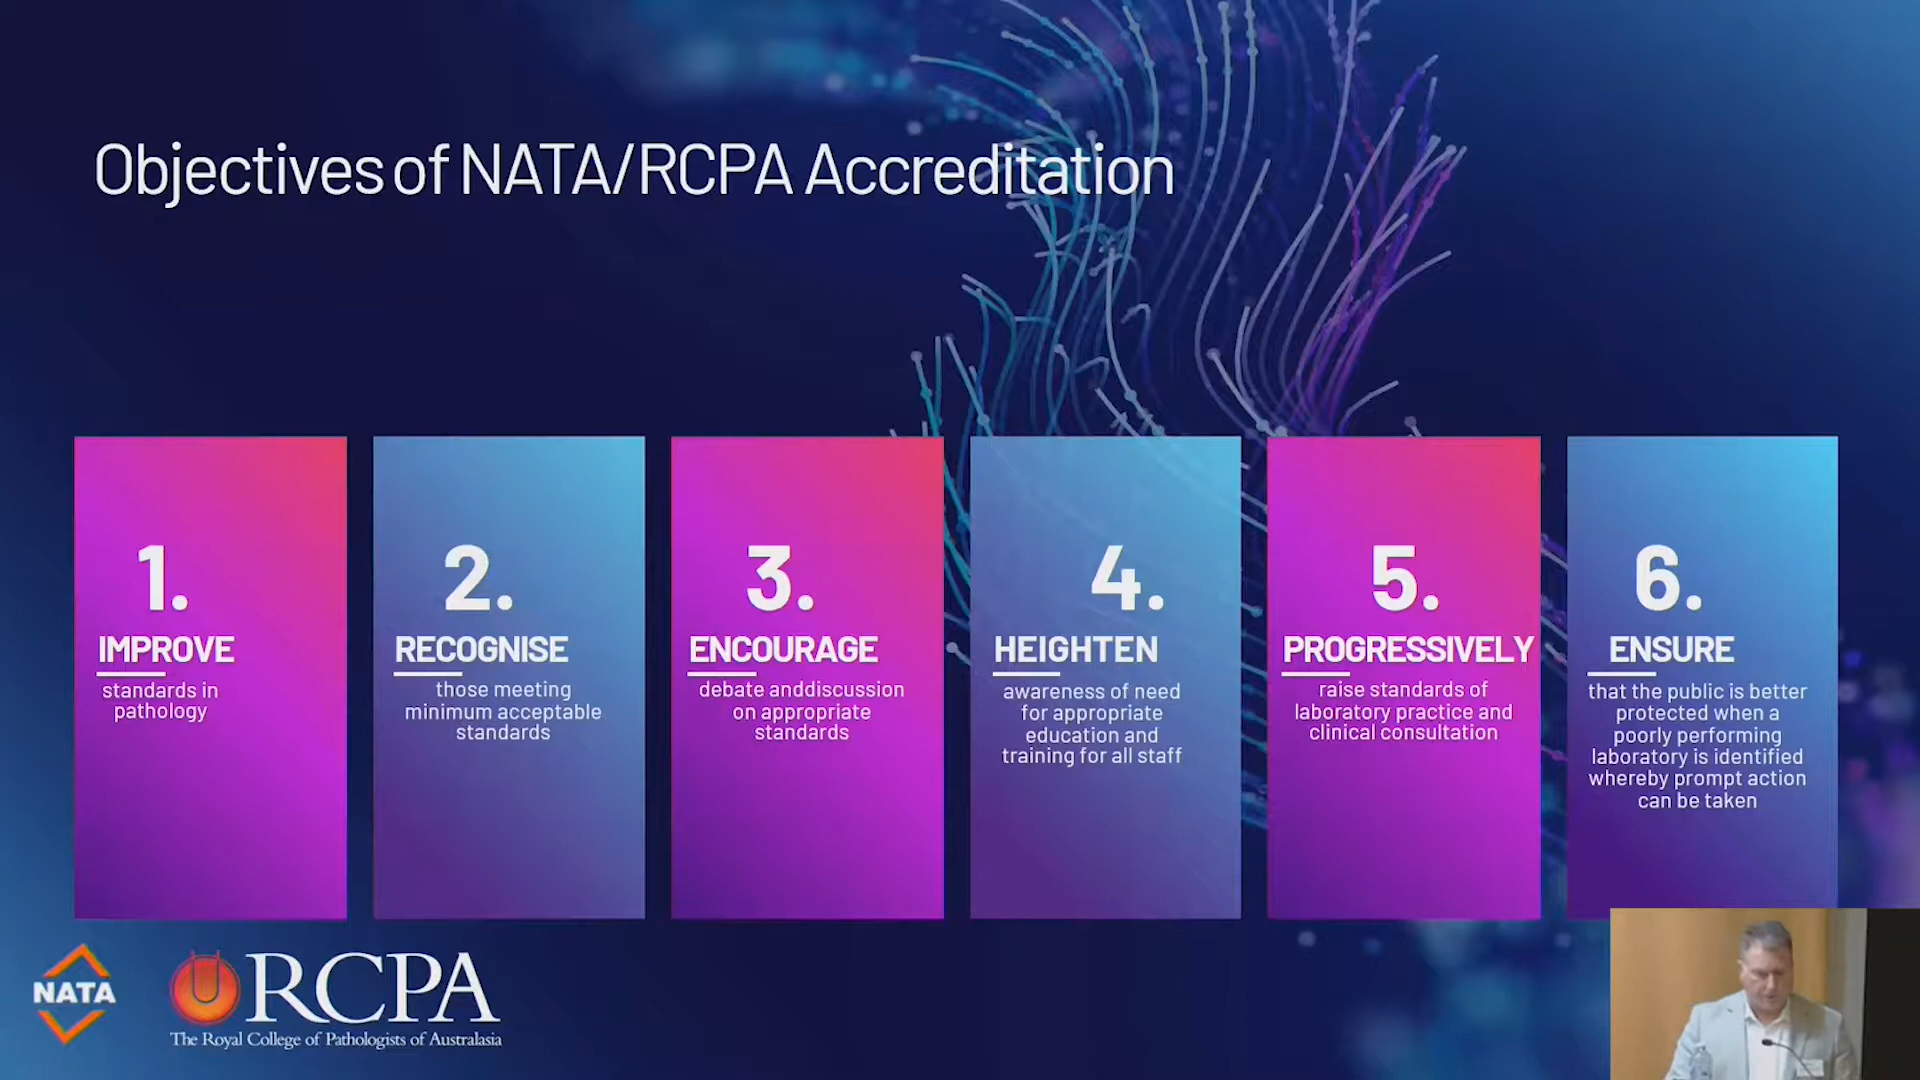 Objectives of NATA/RCPA Accreditation
1.
IMPROVE
standards in
pathology
2.
RECOGNISE
those meeting
minimum acceptable
standards
3.
ENCOURAGE
debate anddiscussion
on appropriate
standards
4.
HEIGHTEN
awareness of need
for appropriate
education and
training for all staff
5.
PROGRESSIVELY
raise standards of
laboratory practice and
clinical consultation
6.
ENSURE
that the public is better
protected when a
poorly performing
laboratory is identified
whereby prompt action
can be taken
NATA
RCPA
The Royal College of Pathologists of Australasia